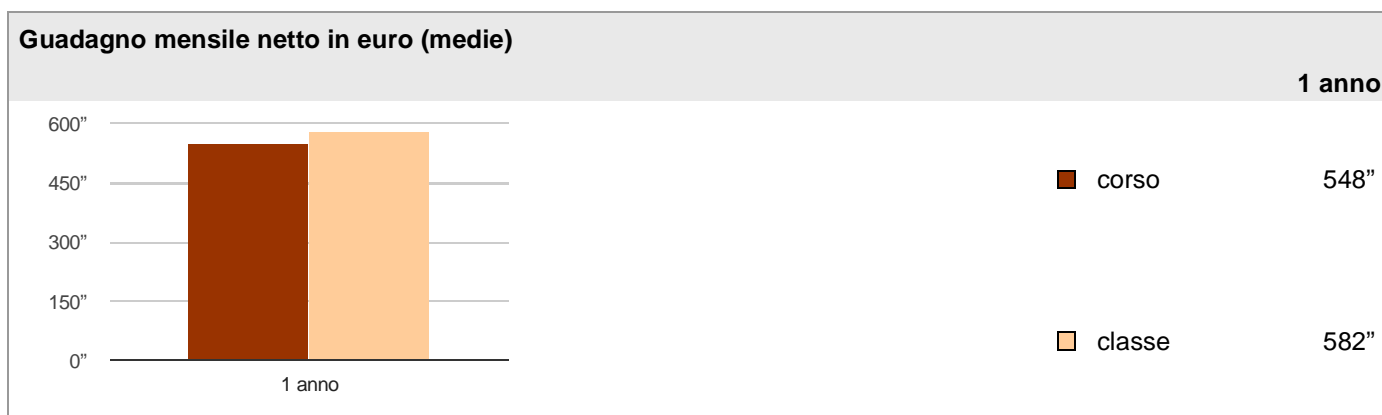 Guadagno mensile netto in euro (medie)
1 anno
600”
450”
300”
150”
0”
1 anno
corso 548”
classe 582”